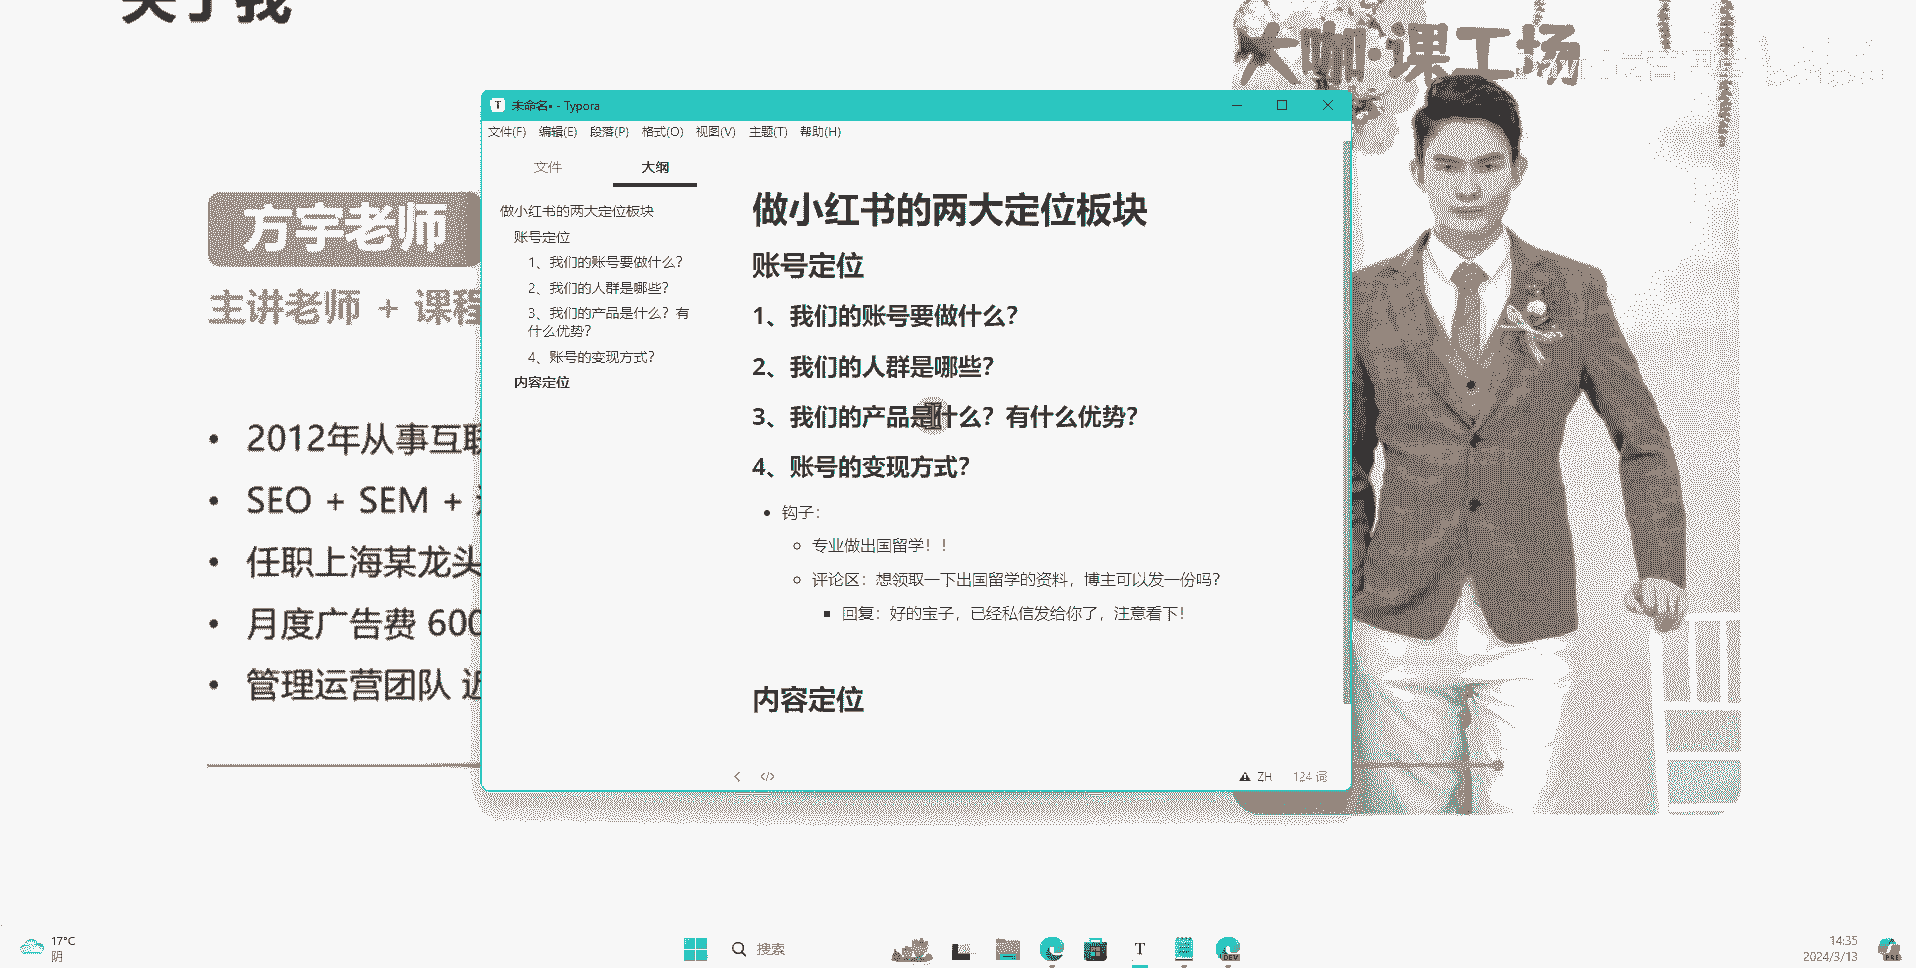 关于我
大咖·课工场
方宇老师
主讲老师 + 课程
2012年从事互联
SEO + SEM +
任职上海某龙头
月度广告费 600
管理运营团队 近
未命名• - Typora
文件(F) 编辑(E) 段落(P) 格式(O) 视图(V) 主题(T) 帮助(H)
文件 大纲
做小红书的两大定位板块
账号定位
1、我们的账号要做什么？
2、我们的人群是哪些？
3、我们的产品是什么？有
什么优势？
4、账号的变现方式？
内容定位
做小红书的两大定位板块
账号定位
1、我们的账号要做什么？
2、我们的人群是哪些？
3、我们的产品是什么？有什么优势？
4、账号的变现方式？
钩子：
专业做出国留学！！
评论区：想领取一下出国留学的资料，博主可以发一份吗？
回复：好的宝子，已经私信发给你了，注意看下！
内容定位
ZH 124 词
17°C
阴
搜索
T
DEV
14:35
2024/3/13
PRE